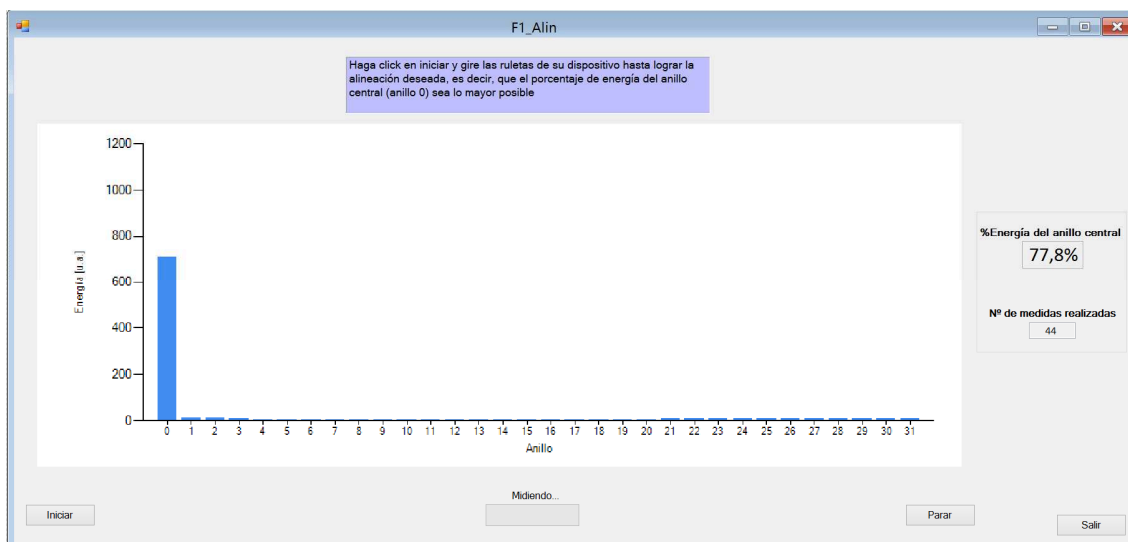 F1_Alin
Haga click en iniciar y gire las ruletas de su dispositivo hasta lograr la
alineación deseada, es decir, que el porcentaje de energía del anillo
central (anillo 0) sea lo mayor posible
1200
1000
800
600
400
200
0
Energía [u.a.]
0 1 2 3 4 5 6 7 8 9 10 11 12 13 14 15 16 17 18 19 20 21 22 23 24 25 26 27 28 29 30 31
Anillo
%Energía del anillo central
77,8%
Nº de medidas realizadas
44
Midiendo...
Iniciar
Parar
Salir